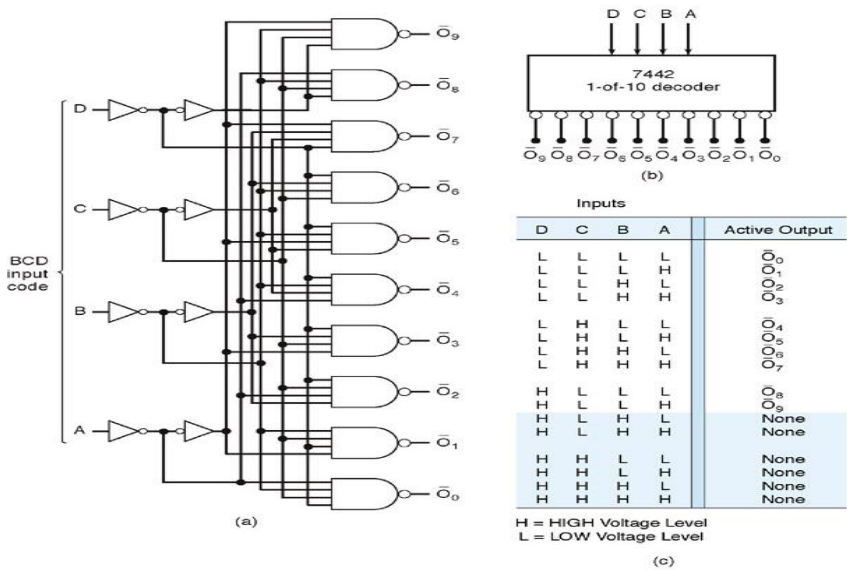 BCD
input
code
D
C
B
A
Ō₉
Ō₈
Ō₇
Ō₆
Ō₅
Ō₄
Ō₃
Ō₂
Ō₁
Ō₀
(a)
D C B A
7442
1-of-10 decoder
Ō₉ Ō₈ Ō₇ Ō₆ Ō₅ Ō₄ Ō₃ Ō₂ Ō₁ Ō₀
(b)
Inputs
D C B A Active Output
L L L L Ō₀
L L L H Ō₁
L L H L Ō₂
L L H H Ō₃
L H L L Ō₄
L H L H Ō₅
L H H L Ō₆
L H H H Ō₇
H L L L Ō₈
H L L H Ō₉
H L H L None
H L H H None
H H L L None
H H L H None
H H H L None
H H H H None
H = HIGH Voltage Level
L = LOW Voltage Level
(c)